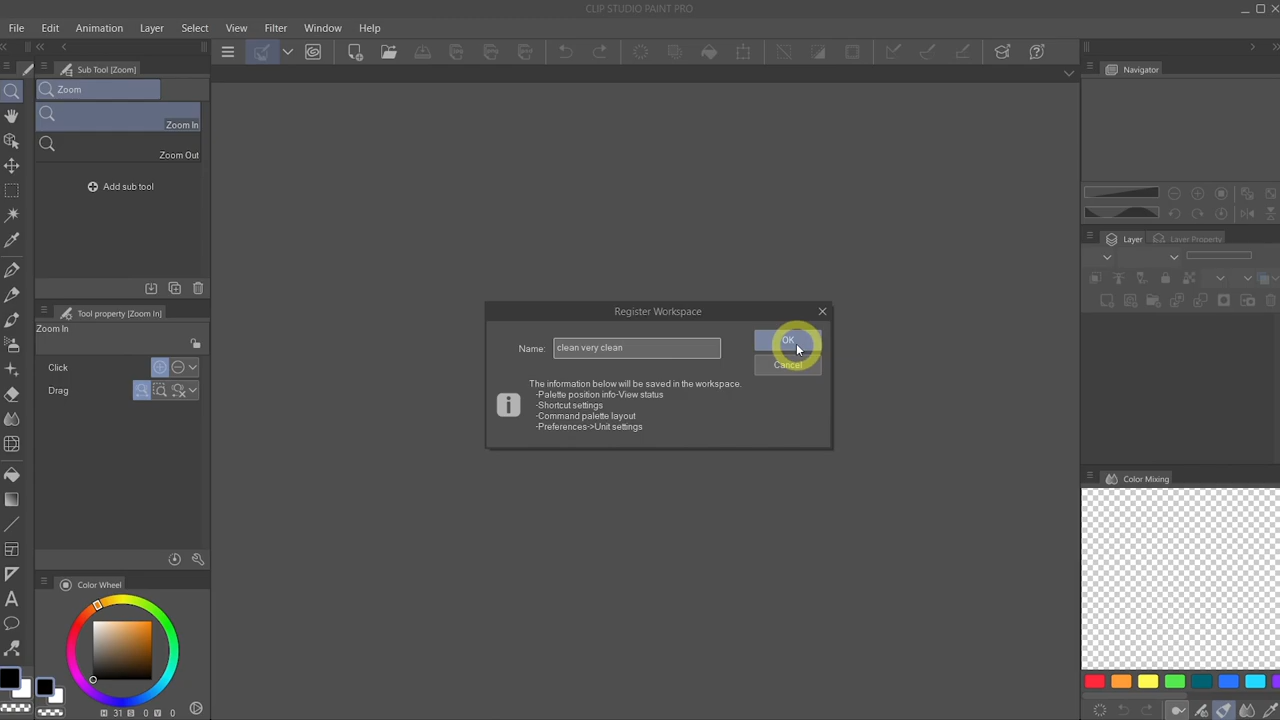 CLIP STUDIO PAINT PRO
File Edit Animation Layer Select View Filter Window Help
Sub Tool [Zoom]
Zoom
Zoom In
Zoom Out
Add sub tool
Tool property [Zoom In]
Zoom In
Click
Drag
Color Wheel
H 31 S 0 V 0
Register Workspace
Name: clean very clean
OK
Cancel
The information below will be saved in the workspace.
-Palette position info-View status
-Shortcut settings
-Command palette layout
-Preferences->Unit settings
Navigator
Layer Layer Property
Color Mixing